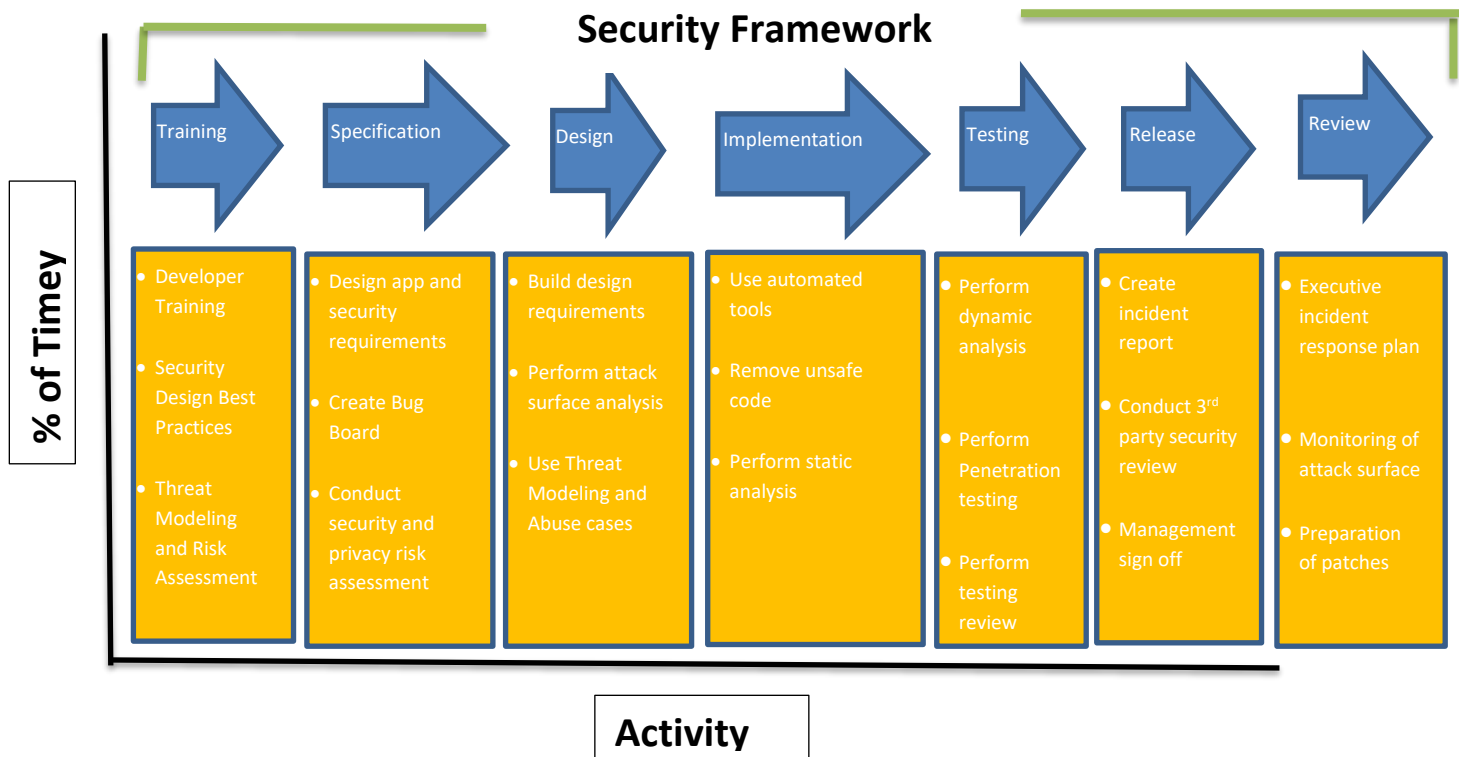 Security Framework
Training
Specification
Design
Implementation
Testing
Release
Review
% of Timey
• Developer
Training
• Security
Design Best
Practices
• Threat
Modeling
and Risk
Assessment
• Design app and
security
requirements
• Create Bug
Board
• Conduct
security and
privacy risk
assessment
• Build design
requirements
• Perform attack
surface analysis
• Use Threat
Modeling and
Abuse cases
• Use automated
tools
• Remove unsafe
code
• Perform static
analysis
• Perform
dynamic
analysis
• Perform
Penetration
testing
• Perform
testing
review
• Create
incident
report
• Conduct 3rd
party security
review
• Management
sign off
• Executive
incident
response plan
• Monitoring of
attack surface
• Preparation
of patches
Activity